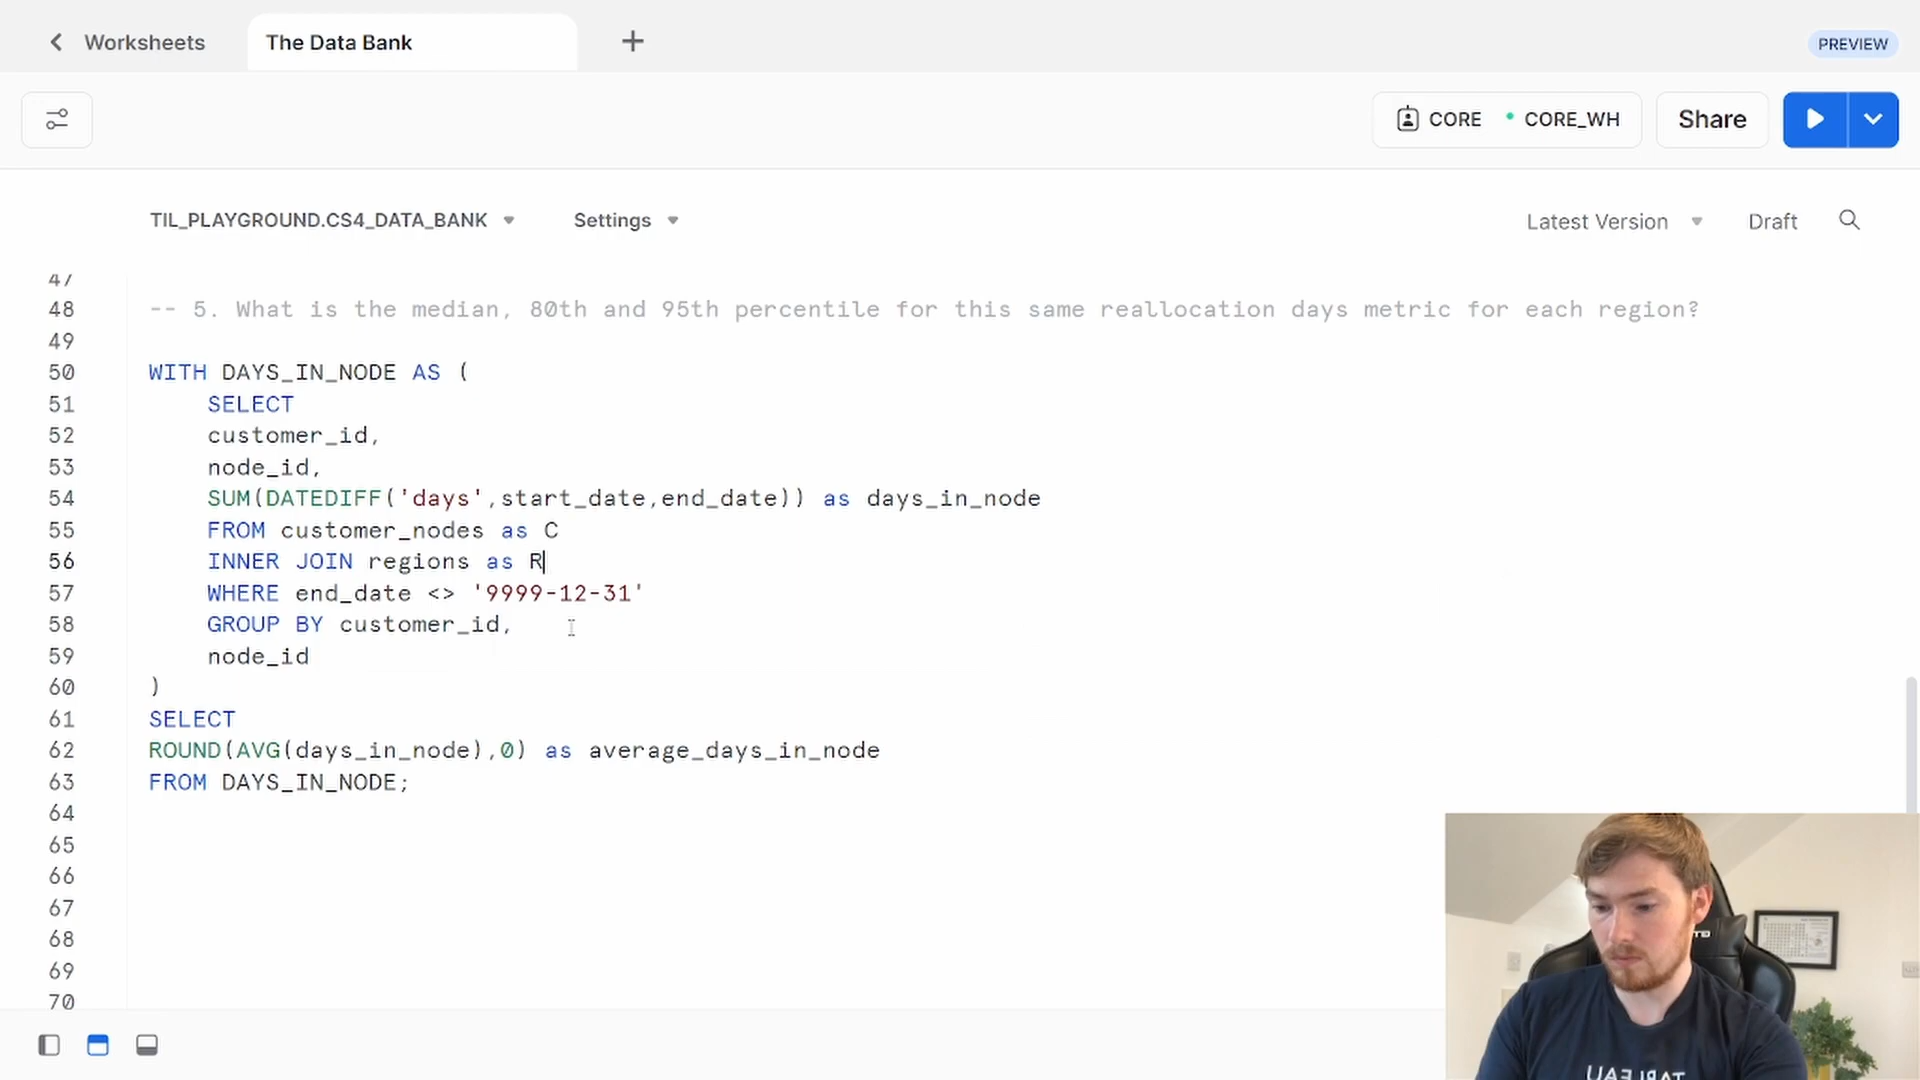 Worksheets
The Data Bank
PREVIEW
CORE
CORE_WH
Share
TIL_PLAYGROUND.CS4_DATA_BANK
Settings
Latest Version
Draft
47
48 -- 5. What is the median, 80th and 95th percentile for this same reallocation days metric for each region?
49
50 WITH DAYS_IN_NODE AS (
51 SELECT
52 customer_id,
53 node_id,
54 SUM(DATEDIFF('days',start_date,end_date)) as days_in_node
55 FROM customer_nodes as C
56 INNER JOIN regions as R
57 WHERE end_date <> '9999-12-31'
58 GROUP BY customer_id,
59 node_id
60 )
61 SELECT
62 ROUND(AVG(days_in_node),0) as average_days_in_node
63 FROM DAYS_IN_NODE;
64
65
66
67
68
69
70
TABLEAU